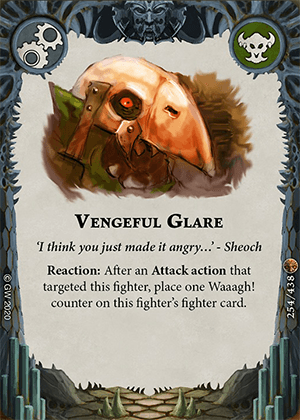 Vengeful Glare
‘I think you just made it angry…’ - Sheoch
Reaction: After an Attack action that
targeted this fighter, place one Waaagh!
counter on this fighter’s fighter card.
© GW 2020
254/438